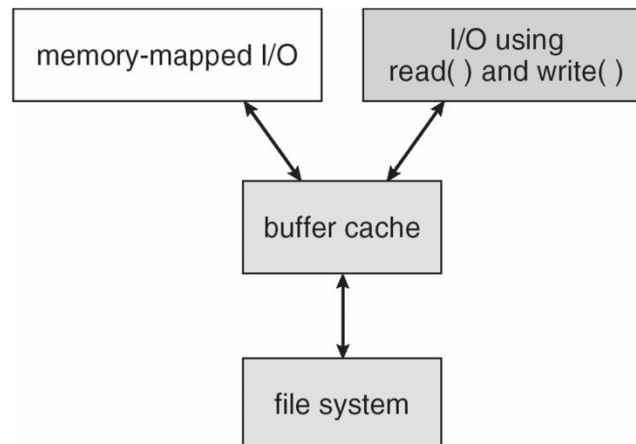 memory-mapped I/O
I/O using
read( ) and write( )
buffer cache
file system